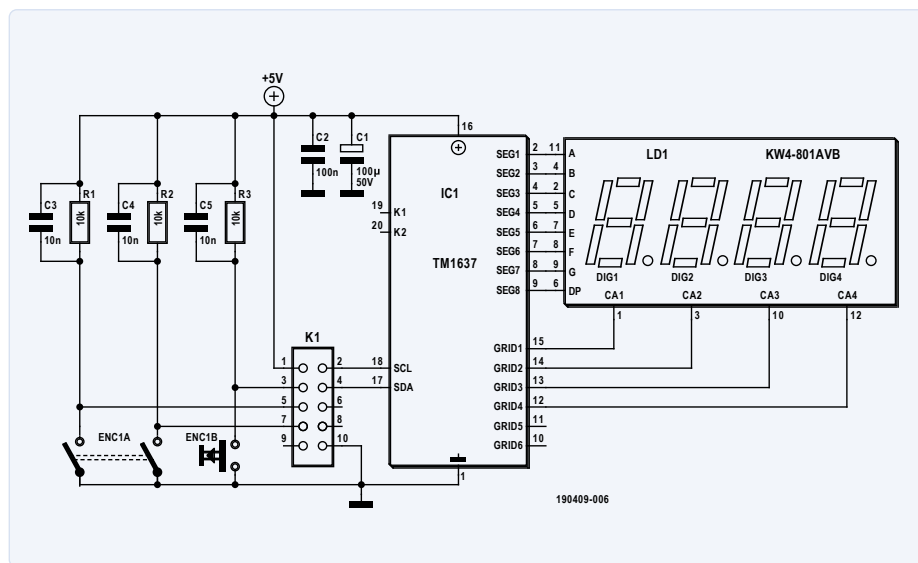 +5V
C2
100n
C1
100µ
50V
16
C3
10n
R1
10k
C4
10n
R2
10k
C5
10n
R3
10k
19
K1
20
K2
IC1
TM1637
SEG1 2 11 A
SEG2 3 4 B
SEG3 4 2 C
SEG4 5 5 D
SEG5 6 7 E
SEG6 7 8 F
SEG7 8 9 G
SEG8 9 6 DP
LD1
KW4-801AVB
DIG1 DIG2 DIG3 DIG4
CA1 CA2 CA3 CA4
1 3 10 12
K1
1 2 18 SCL
3 4 17 SDA
5 6
7 8
9 10
GRID1 15
GRID2 14
GRID3 13
GRID4 12
GRID5 11
GRID6 10
ENC1A
ENC1B
1
190409-006